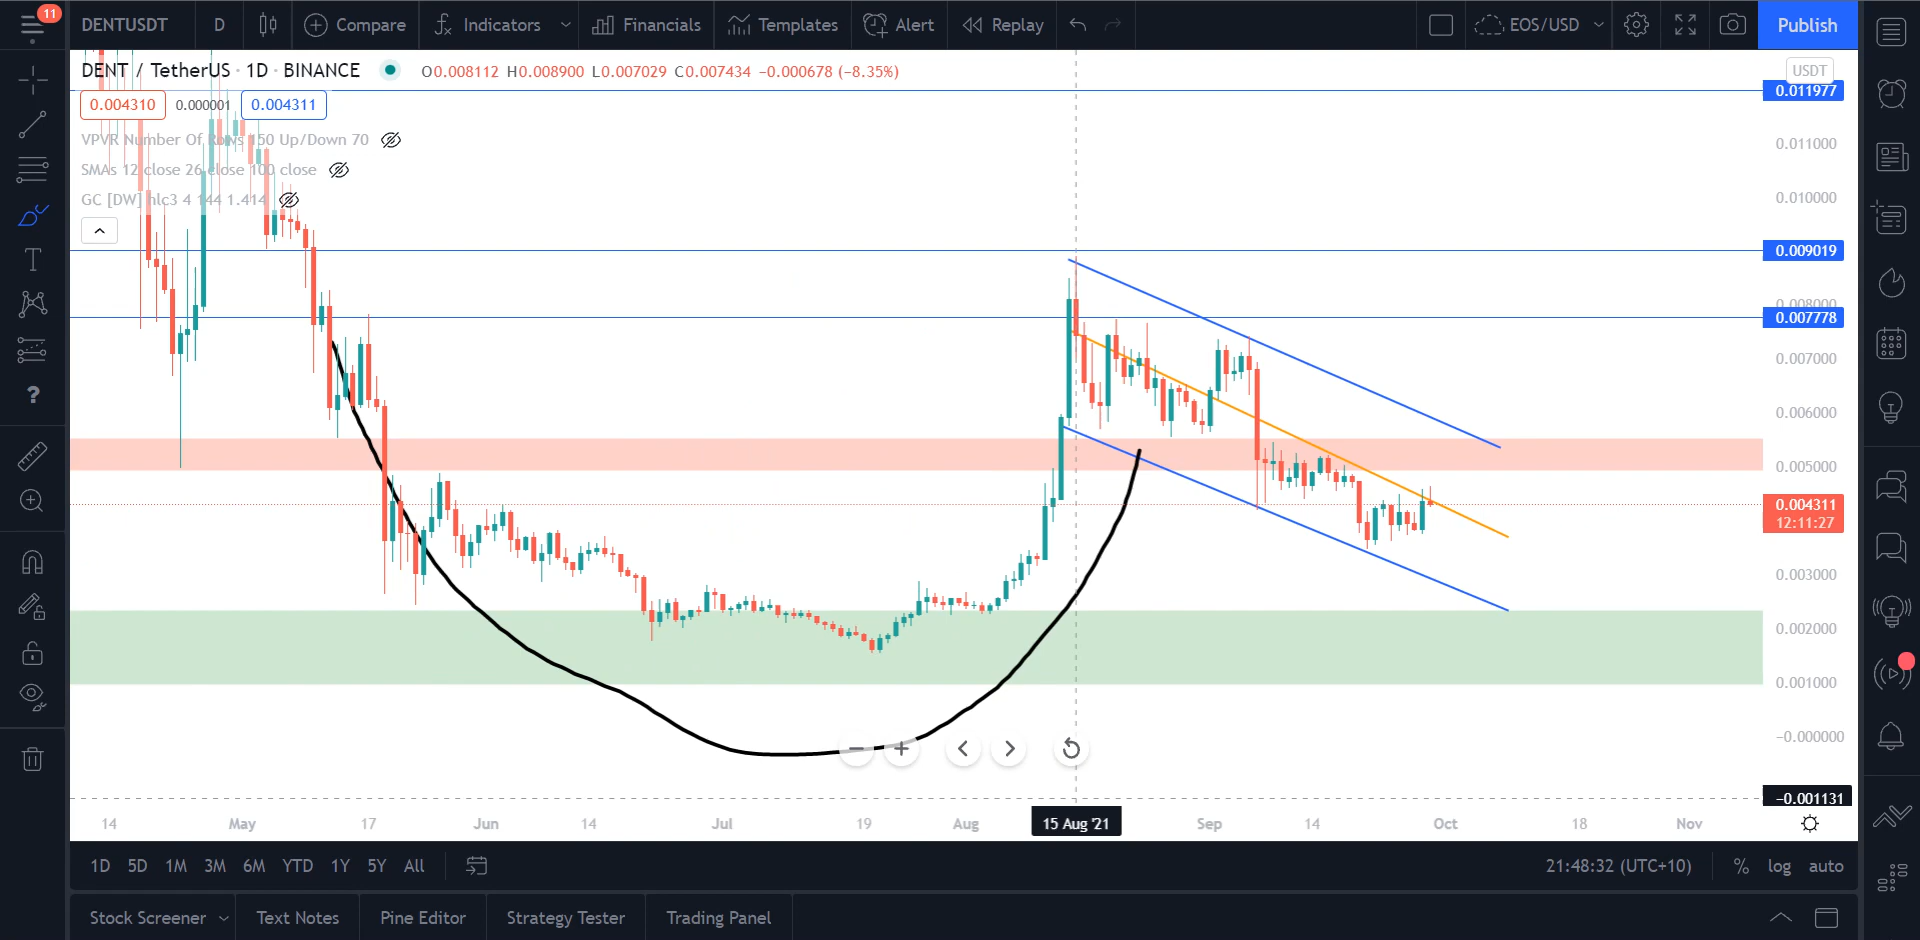 11
DENTUSDT D Compare Indicators Financials Templates Alert Replay EOS/USD Publish
DENT / TetherUS · 1D · BINANCE O0.008112 H0.008900 L0.007029 C0.007434 −0.000678 (−8.35%)
USDT
0.011977
0.004310 0.000001 0.004311
VPVR Number Of Rows 150 Up/Down 70
0.011000
SMAs 12 close 26 close 100 close
GC [DW] hlc3 4 144 1.414
0.010000
0.009019
0.008000
0.007778
0.007000
0.006000
0.005000
0.004311
12:11:27
0.003000
0.002000
0.001000
−0.000000
−0.001131
14 May 17 Jun 14 Jul 19 Aug 15 Aug '21 Sep 14 Oct 18 Nov
1D 5D 1M 3M 6M YTD 1Y 5Y All 21:48:32 (UTC+10) % log auto
Stock Screener Text Notes Pine Editor Strategy Tester Trading Panel